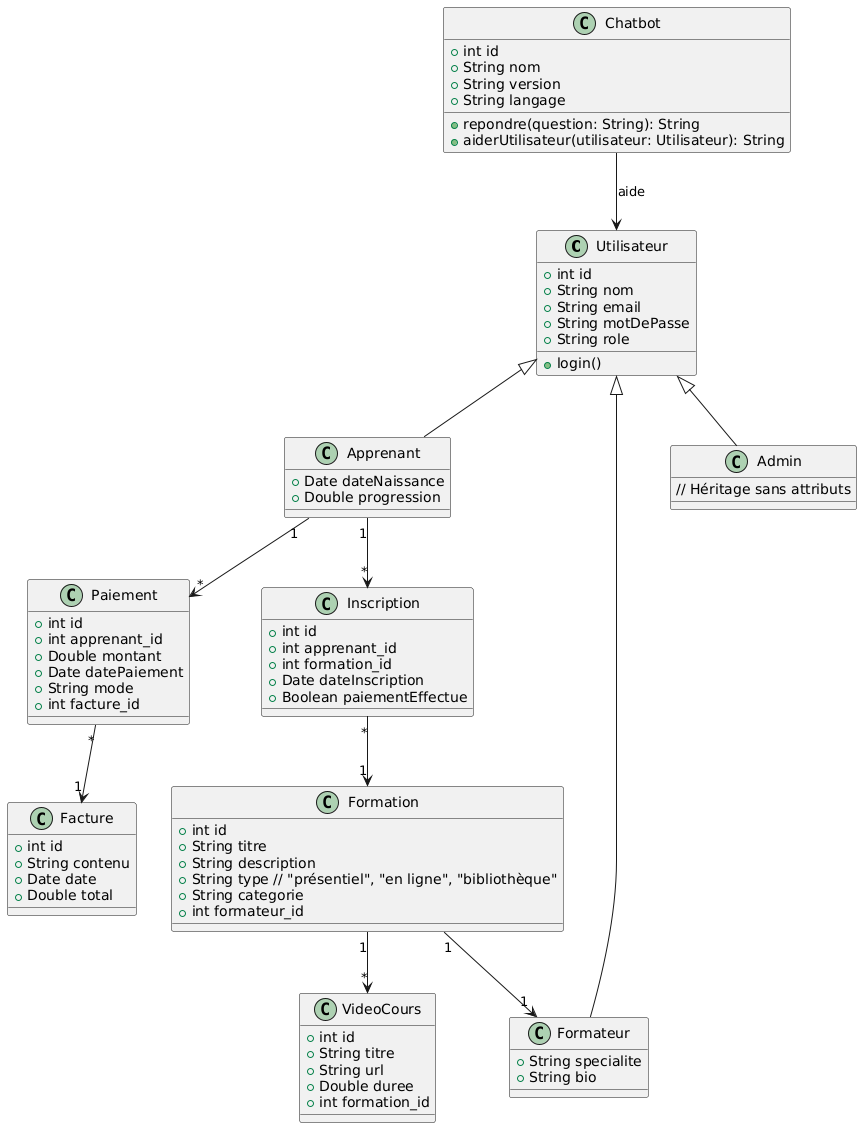 Chatbot
int id
String nom
String version
String langage
repondre(question: String): String
aiderUtilisateur(utilisateur: Utilisateur): String
aide
Utilisateur
int id
String nom
String email
String motDePasse
String role
login()
Apprenant
Date dateNaissance
Double progression
Admin
// Héritage sans attributs
1
*
1
*
Paiement
int id
int apprenant_id
Double montant
Date datePaiement
String mode
int facture_id
Inscription
int id
int apprenant_id
int formation_id
Date dateInscription
Boolean paiementEffectue
*
1
*
1
Facture
int id
String contenu
Date date
Double total
Formation
int id
String titre
String description
String type // "présentiel", "en ligne", "bibliothèque"
String categorie
int formateur_id
1
*
1
1
VideoCours
int id
String titre
String url
Double duree
int formation_id
Formateur
String specialite
String bio